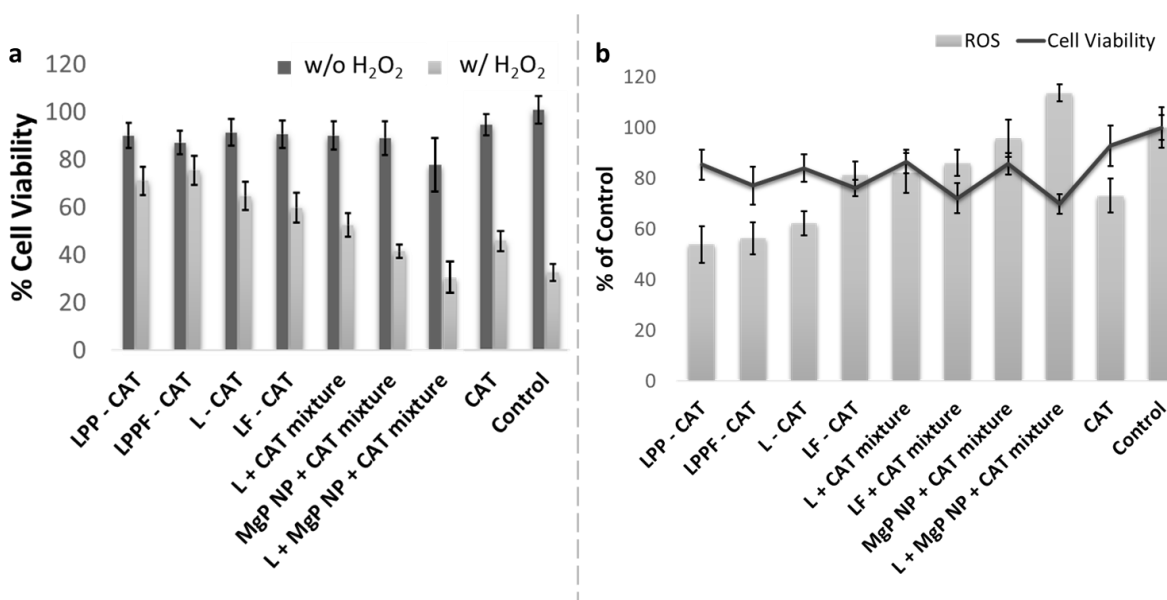 a
120
100
80
60
40
20
0
% Cell Viability
w/o H₂O₂
w/ H₂O₂
LPP - CAT
LPPF - CAT
L - CAT
LF - CAT
L + CAT mixture
MgP NP + CAT mixture
L + MgP NP + CAT mixture
CAT
Control
b
ROS
Cell Viability
120
100
80
60
40
20
0
% of Control
LPP - CAT
LPPF - CAT
L - CAT
LF - CAT
L + CAT mixture
LF + CAT mixture
MgP NP + CAT mixture
L + MgP NP + CAT mixture
CAT
Control